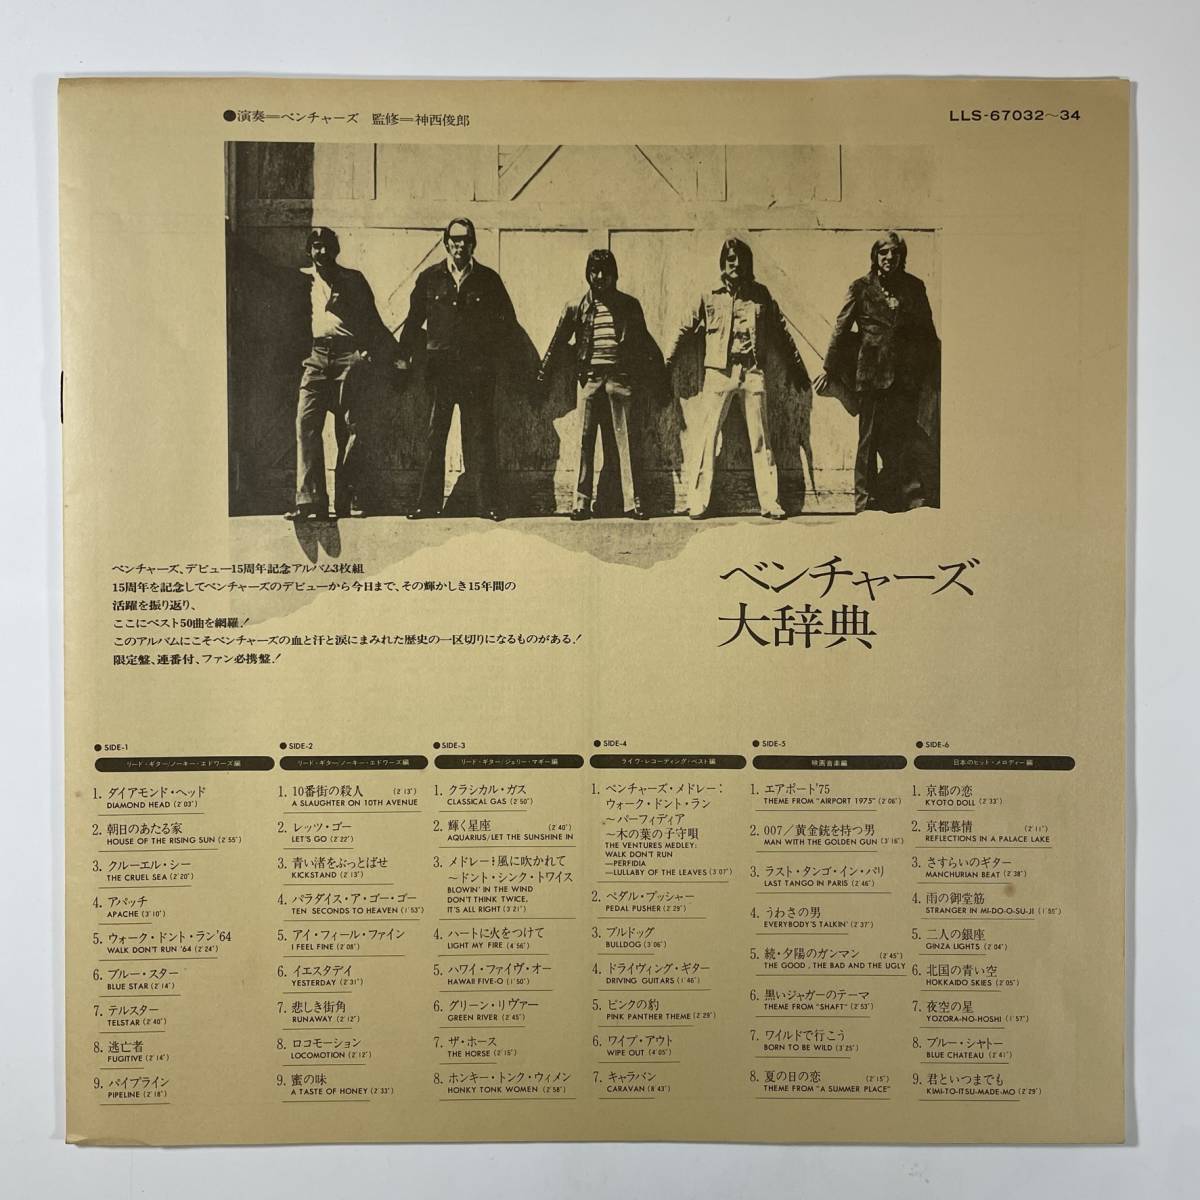 ●演奏＝ベンチャーズ 監修＝神西俊郎
LLS-67032〜34
ベンチャーズ、デビュー15周年記念アルバム3枚組
15周年を記念してベンチャーズのデビューから今日まで、その輝かしき15年間の
活躍を振り返り、
ここにベスト50曲を網羅!
このアルバムにこそベンチャーズの血と汗と涙にまみれた歴史の一区切りになるものがある!
限定盤、連番付、ファン必携盤!
ベンチャーズ
大辞典
●SIDE-1
リード・ギター/ノーキー・エドワーズ編
1. ダイアモンド・ヘッド
DIAMOND HEAD (2'03")
2. 朝日のあたる家
HOUSE OF THE RISING SUN (2'55")
3. クルーエル・シー
THE CRUEL SEA (2'20")
4. アパッチ
APACHE (3'10")
5. ウォーク・ドント・ラン'64
WALK DON'T RUN '64 (2'24")
6. ブルー・スター
BLUE STAR (2'14")
7. テルスター
TELSTAR (2'40")
8. 逃亡者
FUGITIVE (2'14")
9. パイプライン
PIPELINE (2'18")
●SIDE-2
リード・ギター/ノーキー・エドワーズ編
1. 10番街の殺人 (2'13")
A SLAUGHTER ON 10TH AVENUE
2. レッツ・ゴー
LET'S GO (2'22")
3. 青い渚をぶっとばせ
KICKSTAND (2'13")
4. パラダイス・ア・ゴー・ゴー
TEN SECONDS TO HEAVEN (1'53")
5. アイ・フィール・ファイン
I FEEL FINE (2'08")
6. イエスタデイ
YESTERDAY (2'31")
7. 悲しき街角
RUNAWAY (2'12")
8. ロコモーション
LOCOMOTION (2'12")
9. 蜜の味
A TASTE OF HONEY (2'33")
●SIDE-3
リード・ギター/ジェリー・マギー編
1. クラシカル・ガス
CLASSICAL GAS (2'50")
2. 輝く星座 (2'40")
AQUARIUS/LET THE SUNSHINE IN
3. メドレー:風に吹かれて
〜ドント・シンク・トワイス
BLOWIN' IN THE WIND
DON'T THINK TWICE,
IT'S ALL RIGHT (3'21")
4. ハートに火をつけて
LIGHT MY FIRE (4'56")
5. ハワイ・ファイヴ・オー
HAWAII FIVE-O (1'50")
6. グリーン・リヴァー
GREEN RIVER (2'45")
7. ザ・ホース
THE HORSE (2'15")
8. ホンキー・トンク・ウィメン
HONKY TONK WOMEN (2'58")
●SIDE-4
ライヴ・レコーディング・ベスト編
1. ベンチャーズ・メドレー:
ウォーク・ドント・ラン
〜パーフィディア
〜木の葉の子守唄
THE VENTURES MEDLEY:
WALK DON'T RUN
—PERFIDIA
—LULLABY OF THE LEAVES (3'07")
2. ペダル・プッシャー
PEDAL PUSHER (2'29")
3. ブルドッグ
BULLDOG (3'06")
4. ドライヴィング・ギター
DRIVING GUITARS (1'46")
5. ピンクの豹
PINK PANTHER THEME (2'29")
6. ワイプ・アウト
WIPE OUT (4'05")
7. キャラバン
CARAVAN (8'43")
●SIDE-5
映画音楽編
1. エアポート'75
THEME FROM "AIRPORT 1975" (2'06")
2. 007／黄金銃を持つ男
MAN WITH THE GOLDEN GUN (3'16")
3. ラスト・タンゴ・イン・パリ
LAST TANGO IN PARIS (2'46")
4. うわさの男
EVERYBODY'S TALKIN' (2'37")
5. 続・夕陽のガンマン (2'45")
THE GOOD, THE BAD AND THE UGLY
6. 黒いジャガーのテーマ
THEME FROM "SHAFT" (2'53")
7. ワイルドで行こう
BORN TO BE WILD (3'25")
8. 夏の日の恋 (2'15")
THEME FROM "A SUMMER PLACE"
●SIDE-6
日本のヒット・メロディー編
1. 京都の恋
KYOTO DOLL (2'33")
2. 京都慕情 (2'11")
REFLECTIONS IN A PALACE LAKE
3. さすらいのギター
MANCHURIAN BEAT (2'38")
4. 雨の御堂筋
STRANGER IN MI-DO-O-SU-JI (1'55")
5. 二人の銀座
GINZA LIGHTS (2'04")
6. 北国の青い空
HOKKAIDO SKIES (2'05")
7. 夜空の星
YOZORA-NO-HOSHI (1'57")
8. ブルー・シャトー
BLUE CHATEAU (2'41")
9. 君といつまでも
KIMI-TO-ITSU-MADE-MO (2'29")